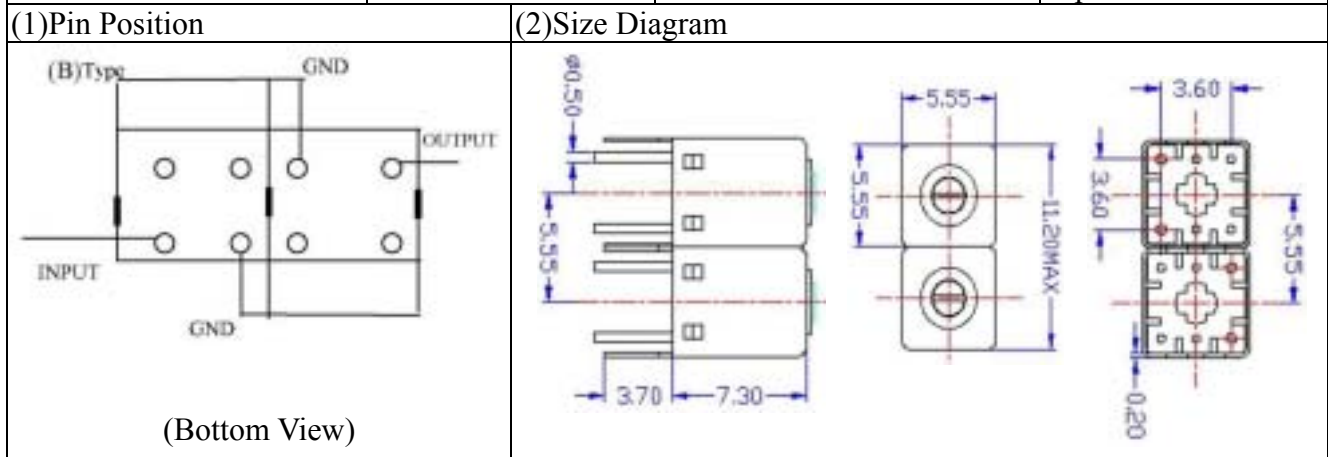 (1)Pin Position
(2)Size Diagram
(B)Type
GND
OUTPUT
INPUT
GND
(Bottom View)
ø0.50
5.55
3.70
7.30
5.55
5.55
11.20MAX
3.60
3.60
5.55
0.20